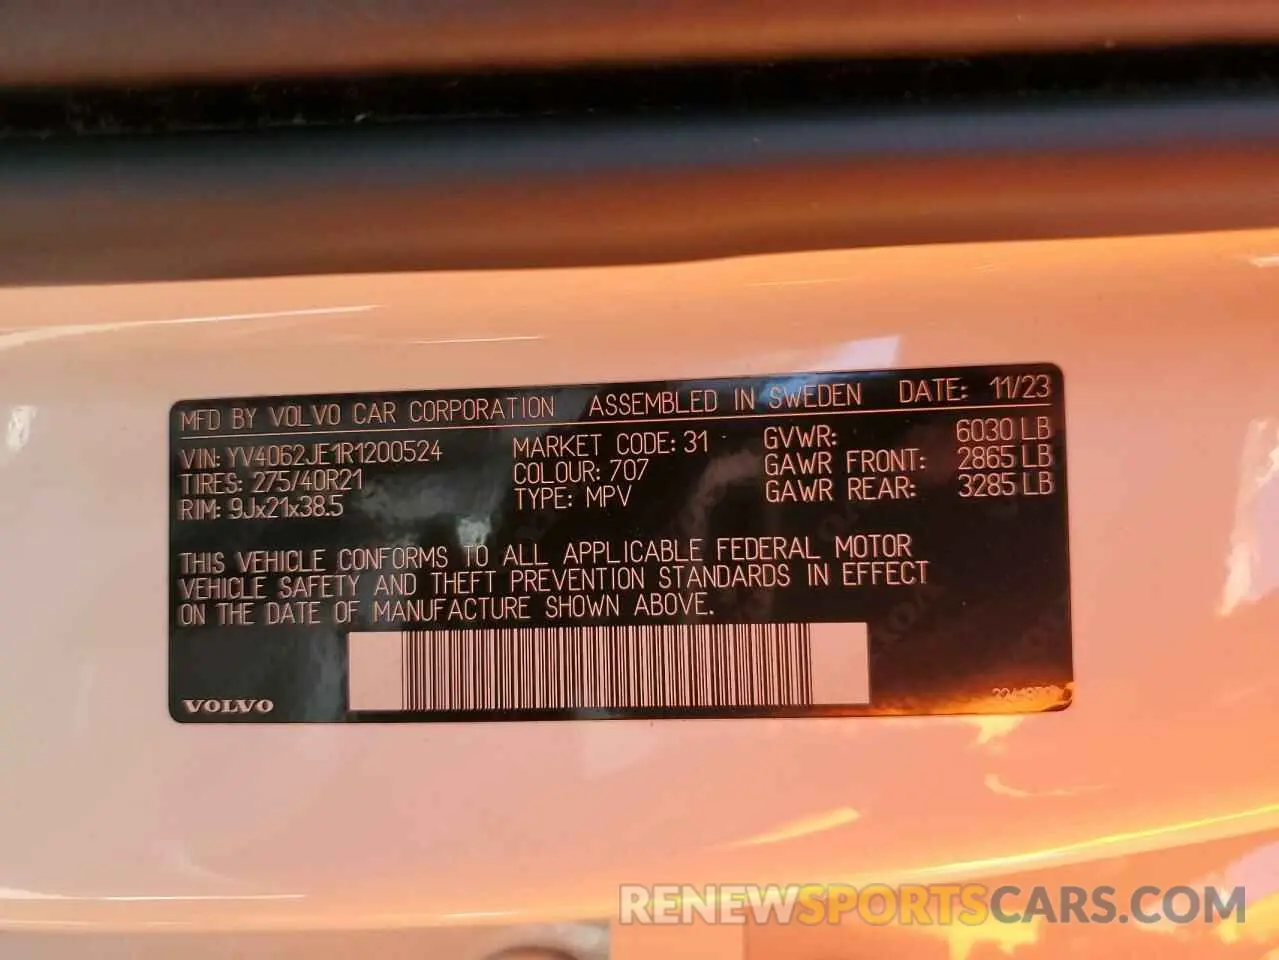 MFD BY VOLVO CAR CORPORATION ASSEMBLED IN SWEDEN DATE: 11/23
VIN: YV4062JE1R1200524 MARKET CODE: 31 GVWR: 6030 LB
TIRES: 275/40R21 COLOUR: 707 GAWR FRONT: 2865 LB
RIM: 9Jx21x38.5 TYPE: MPV GAWR REAR: 3285 LB
THIS VEHICLE CONFORMS TO ALL APPLICABLE FEDERAL MOTOR
VEHICLE SAFETY AND THEFT PREVENTION STANDARDS IN EFFECT
ON THE DATE OF MANUFACTURE SHOWN ABOVE.
VOLVO
RENEWSPORTSCARS.COM